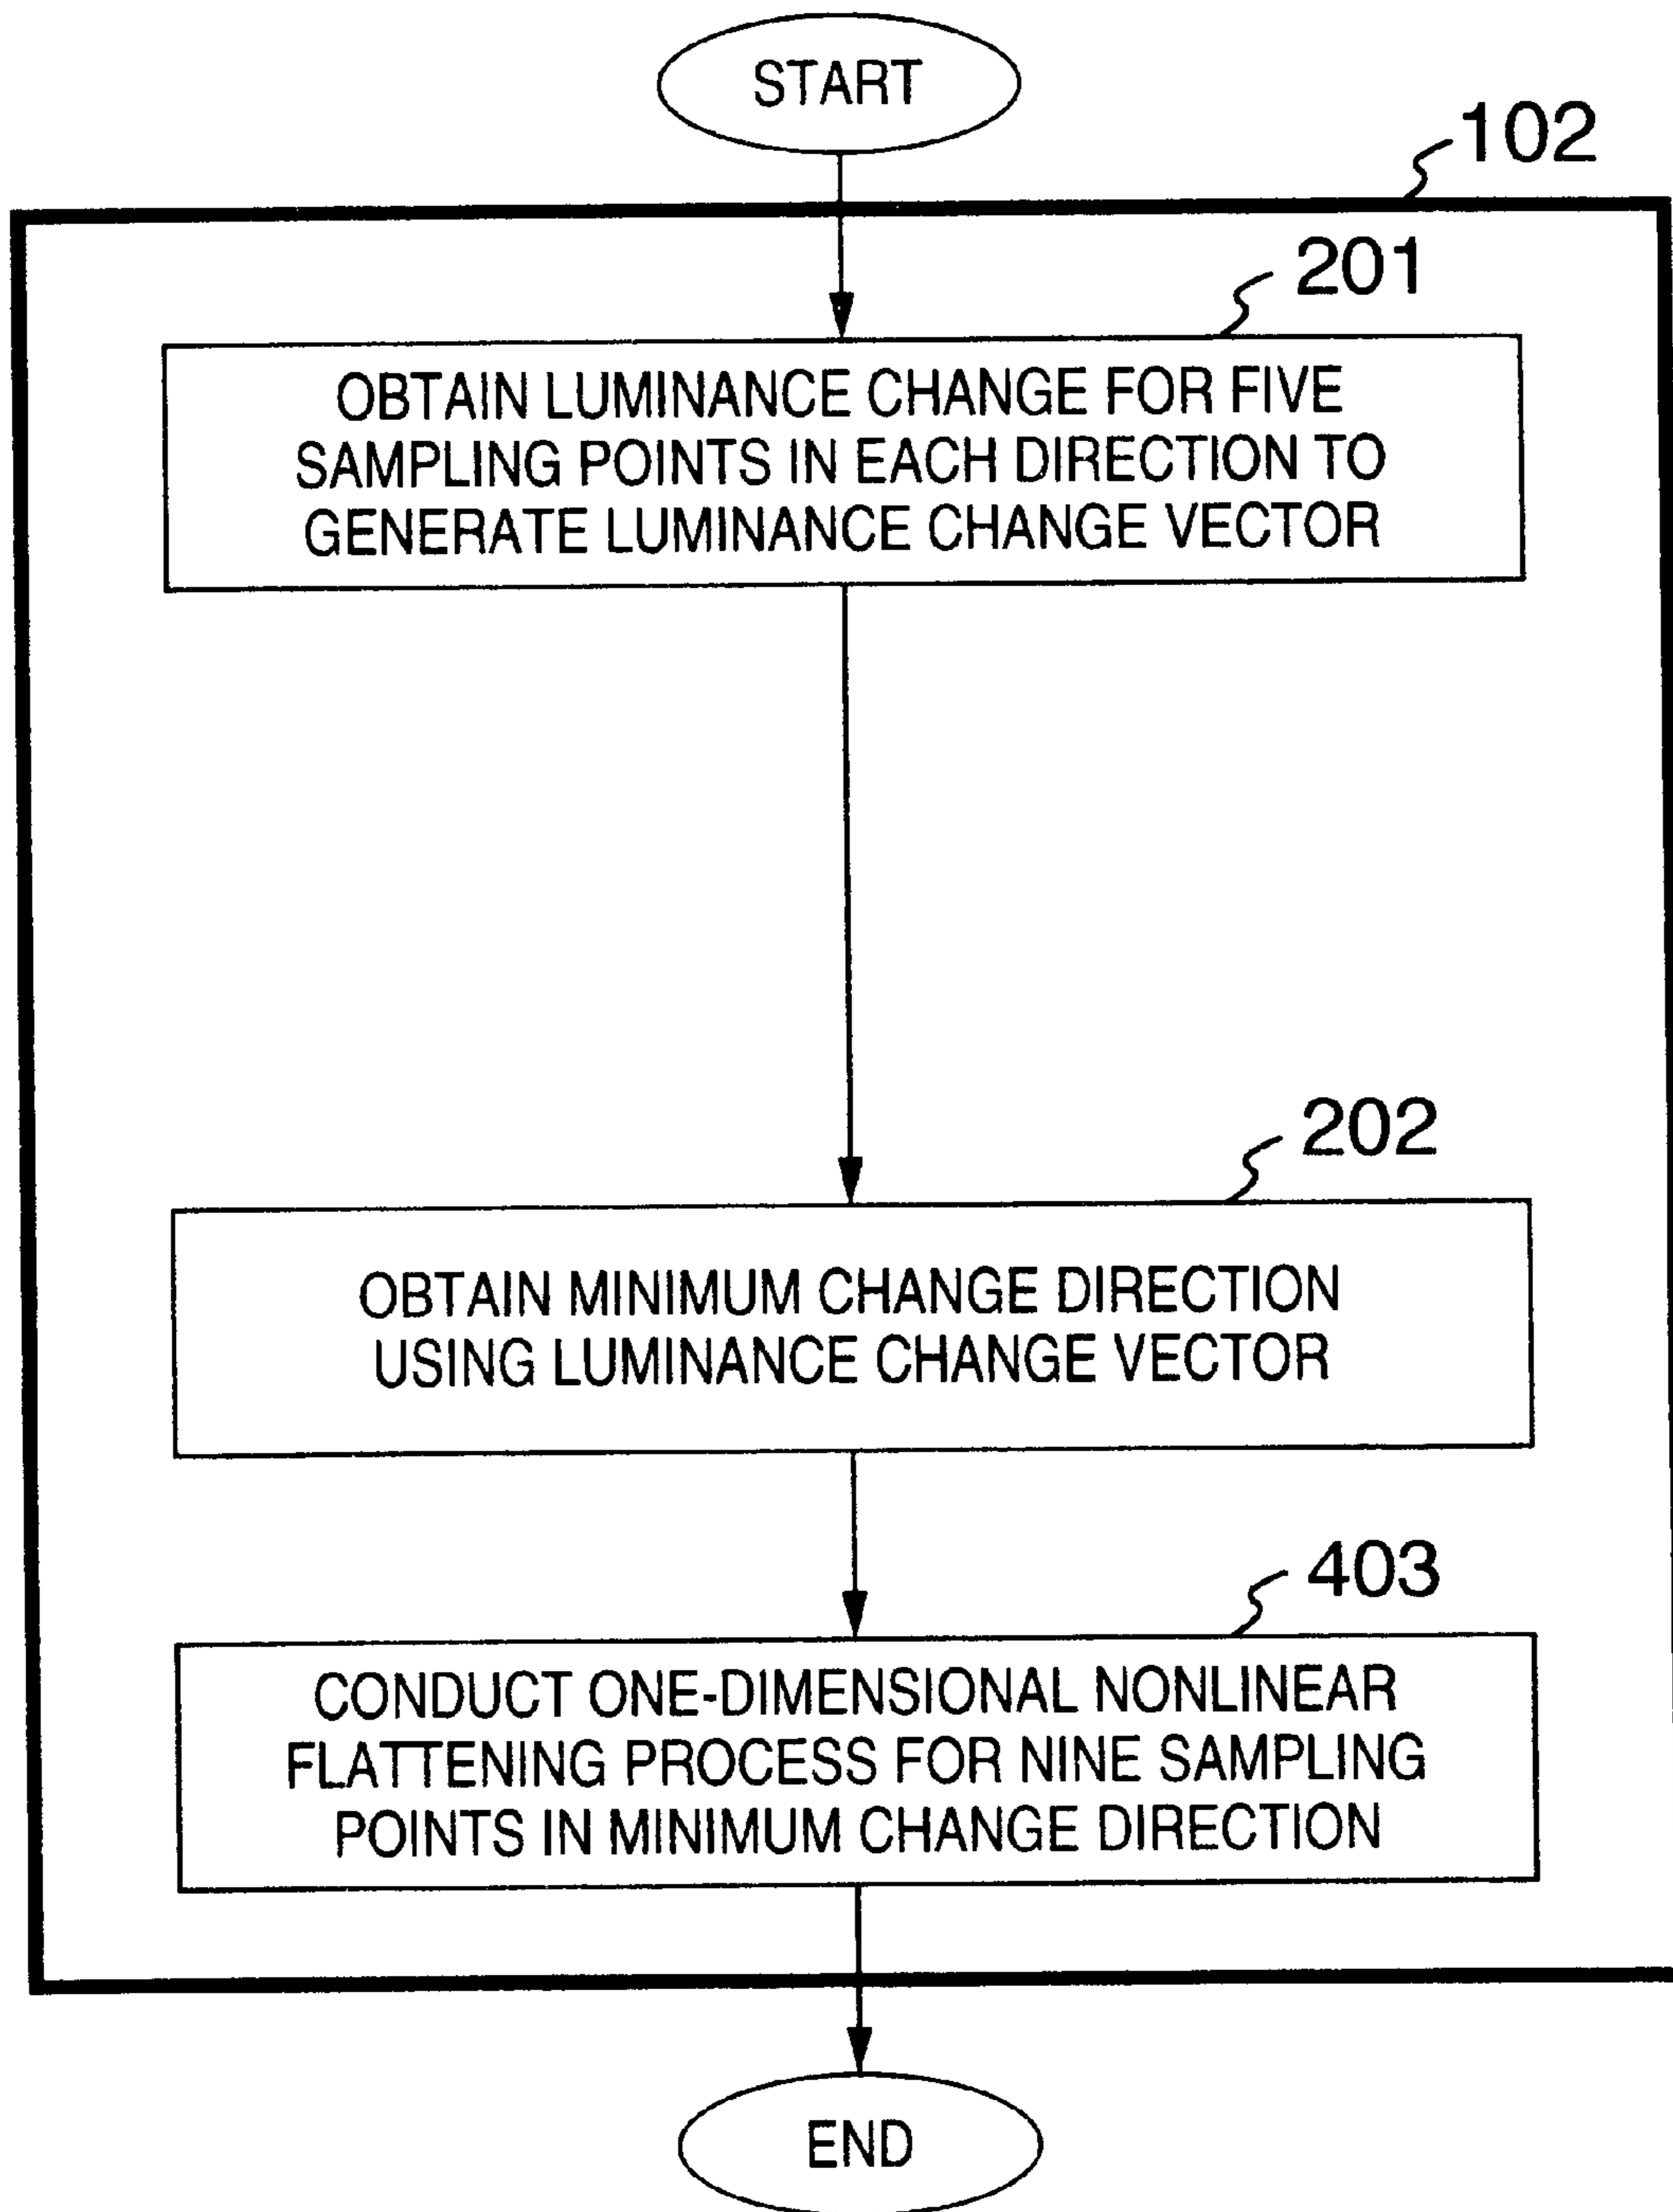 START
102
201
OBTAIN LUMINANCE CHANGE FOR FIVE
SAMPLING POINTS IN EACH DIRECTION TO
GENERATE LUMINANCE CHANGE VECTOR
202
OBTAIN MINIMUM CHANGE DIRECTION
USING LUMINANCE CHANGE VECTOR
403
CONDUCT ONE-DIMENSIONAL NONLINEAR
FLATTENING PROCESS FOR NINE SAMPLING
POINTS IN MINIMUM CHANGE DIRECTION
END